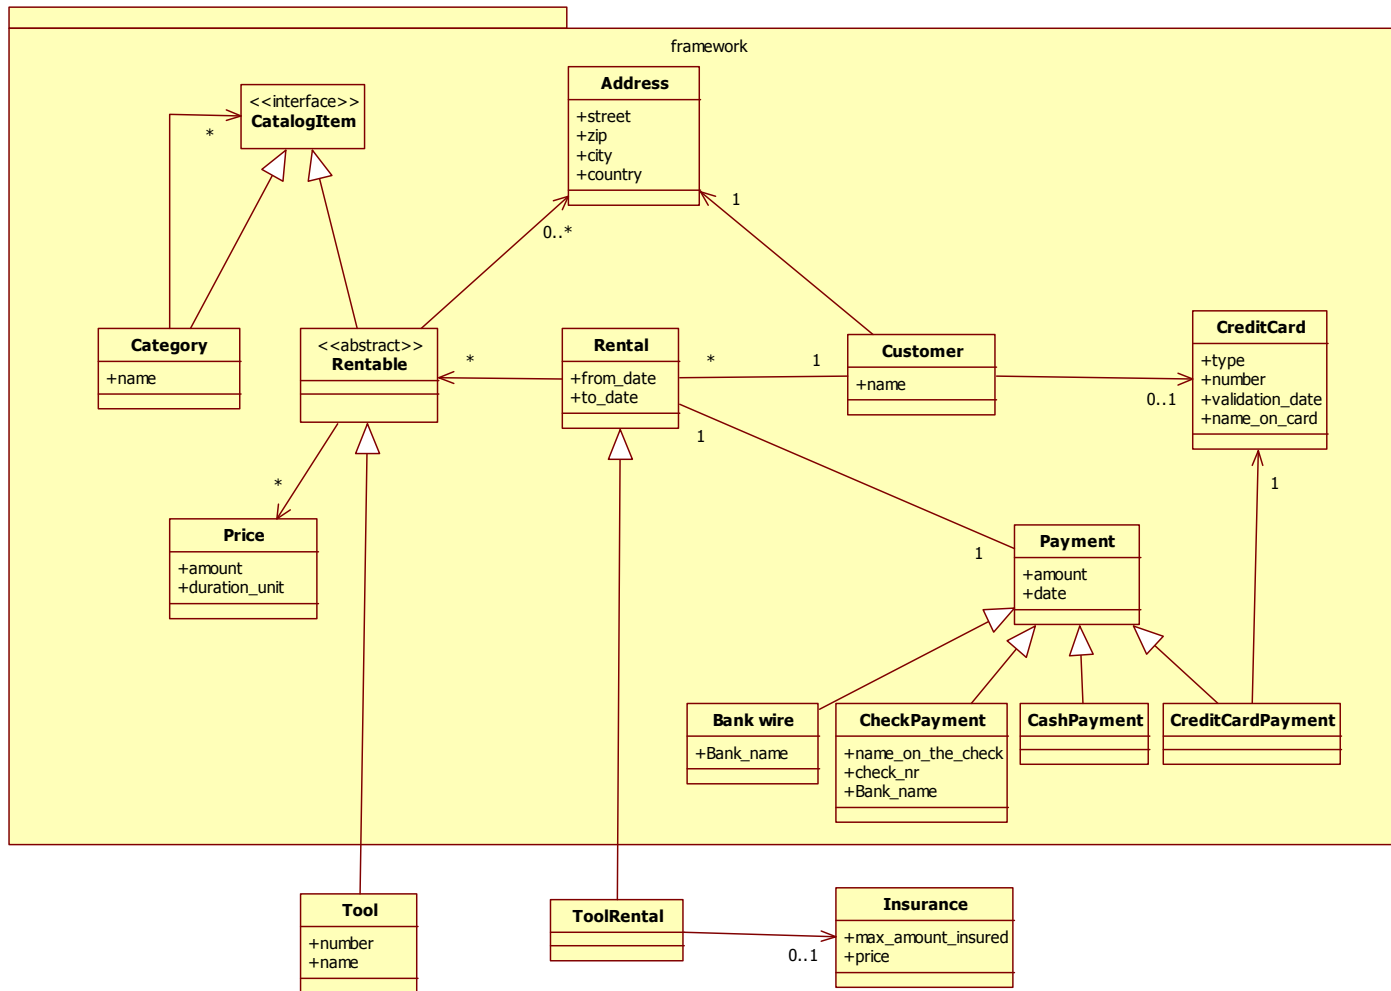 framework
<<interface>>
CatalogItem
*
Address
+street
+zip
+city
+country
0..*
1
Category
+name
<<abstract>>
Rentable
*
Rental
+from_date
+to_date
*
1
Customer
+name
0..1
CreditCard
+type
+number
+validation_date
+name_on_card
1
1
*
Price
+amount
+duration_unit
Payment
+amount
+date
1
Bank wire
+Bank_name
CheckPayment
+name_on_the_check
+check_nr
+Bank_name
CashPayment
CreditCardPayment
Tool
+number
+name
ToolRental
0..1
Insurance
+max_amount_insured
+price